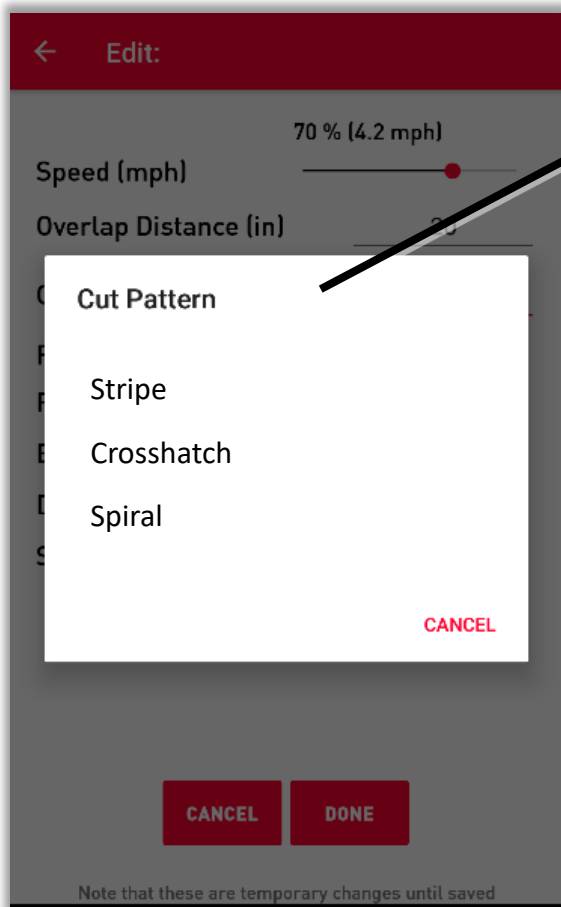 Edit:
70 % (4.2 mph)
Speed (mph)
Overlap Distance (in)
Cut Pattern
Stripe
Crosshatch
Spiral
CANCEL
CANCEL DONE
Note that these are temporary changes until saved